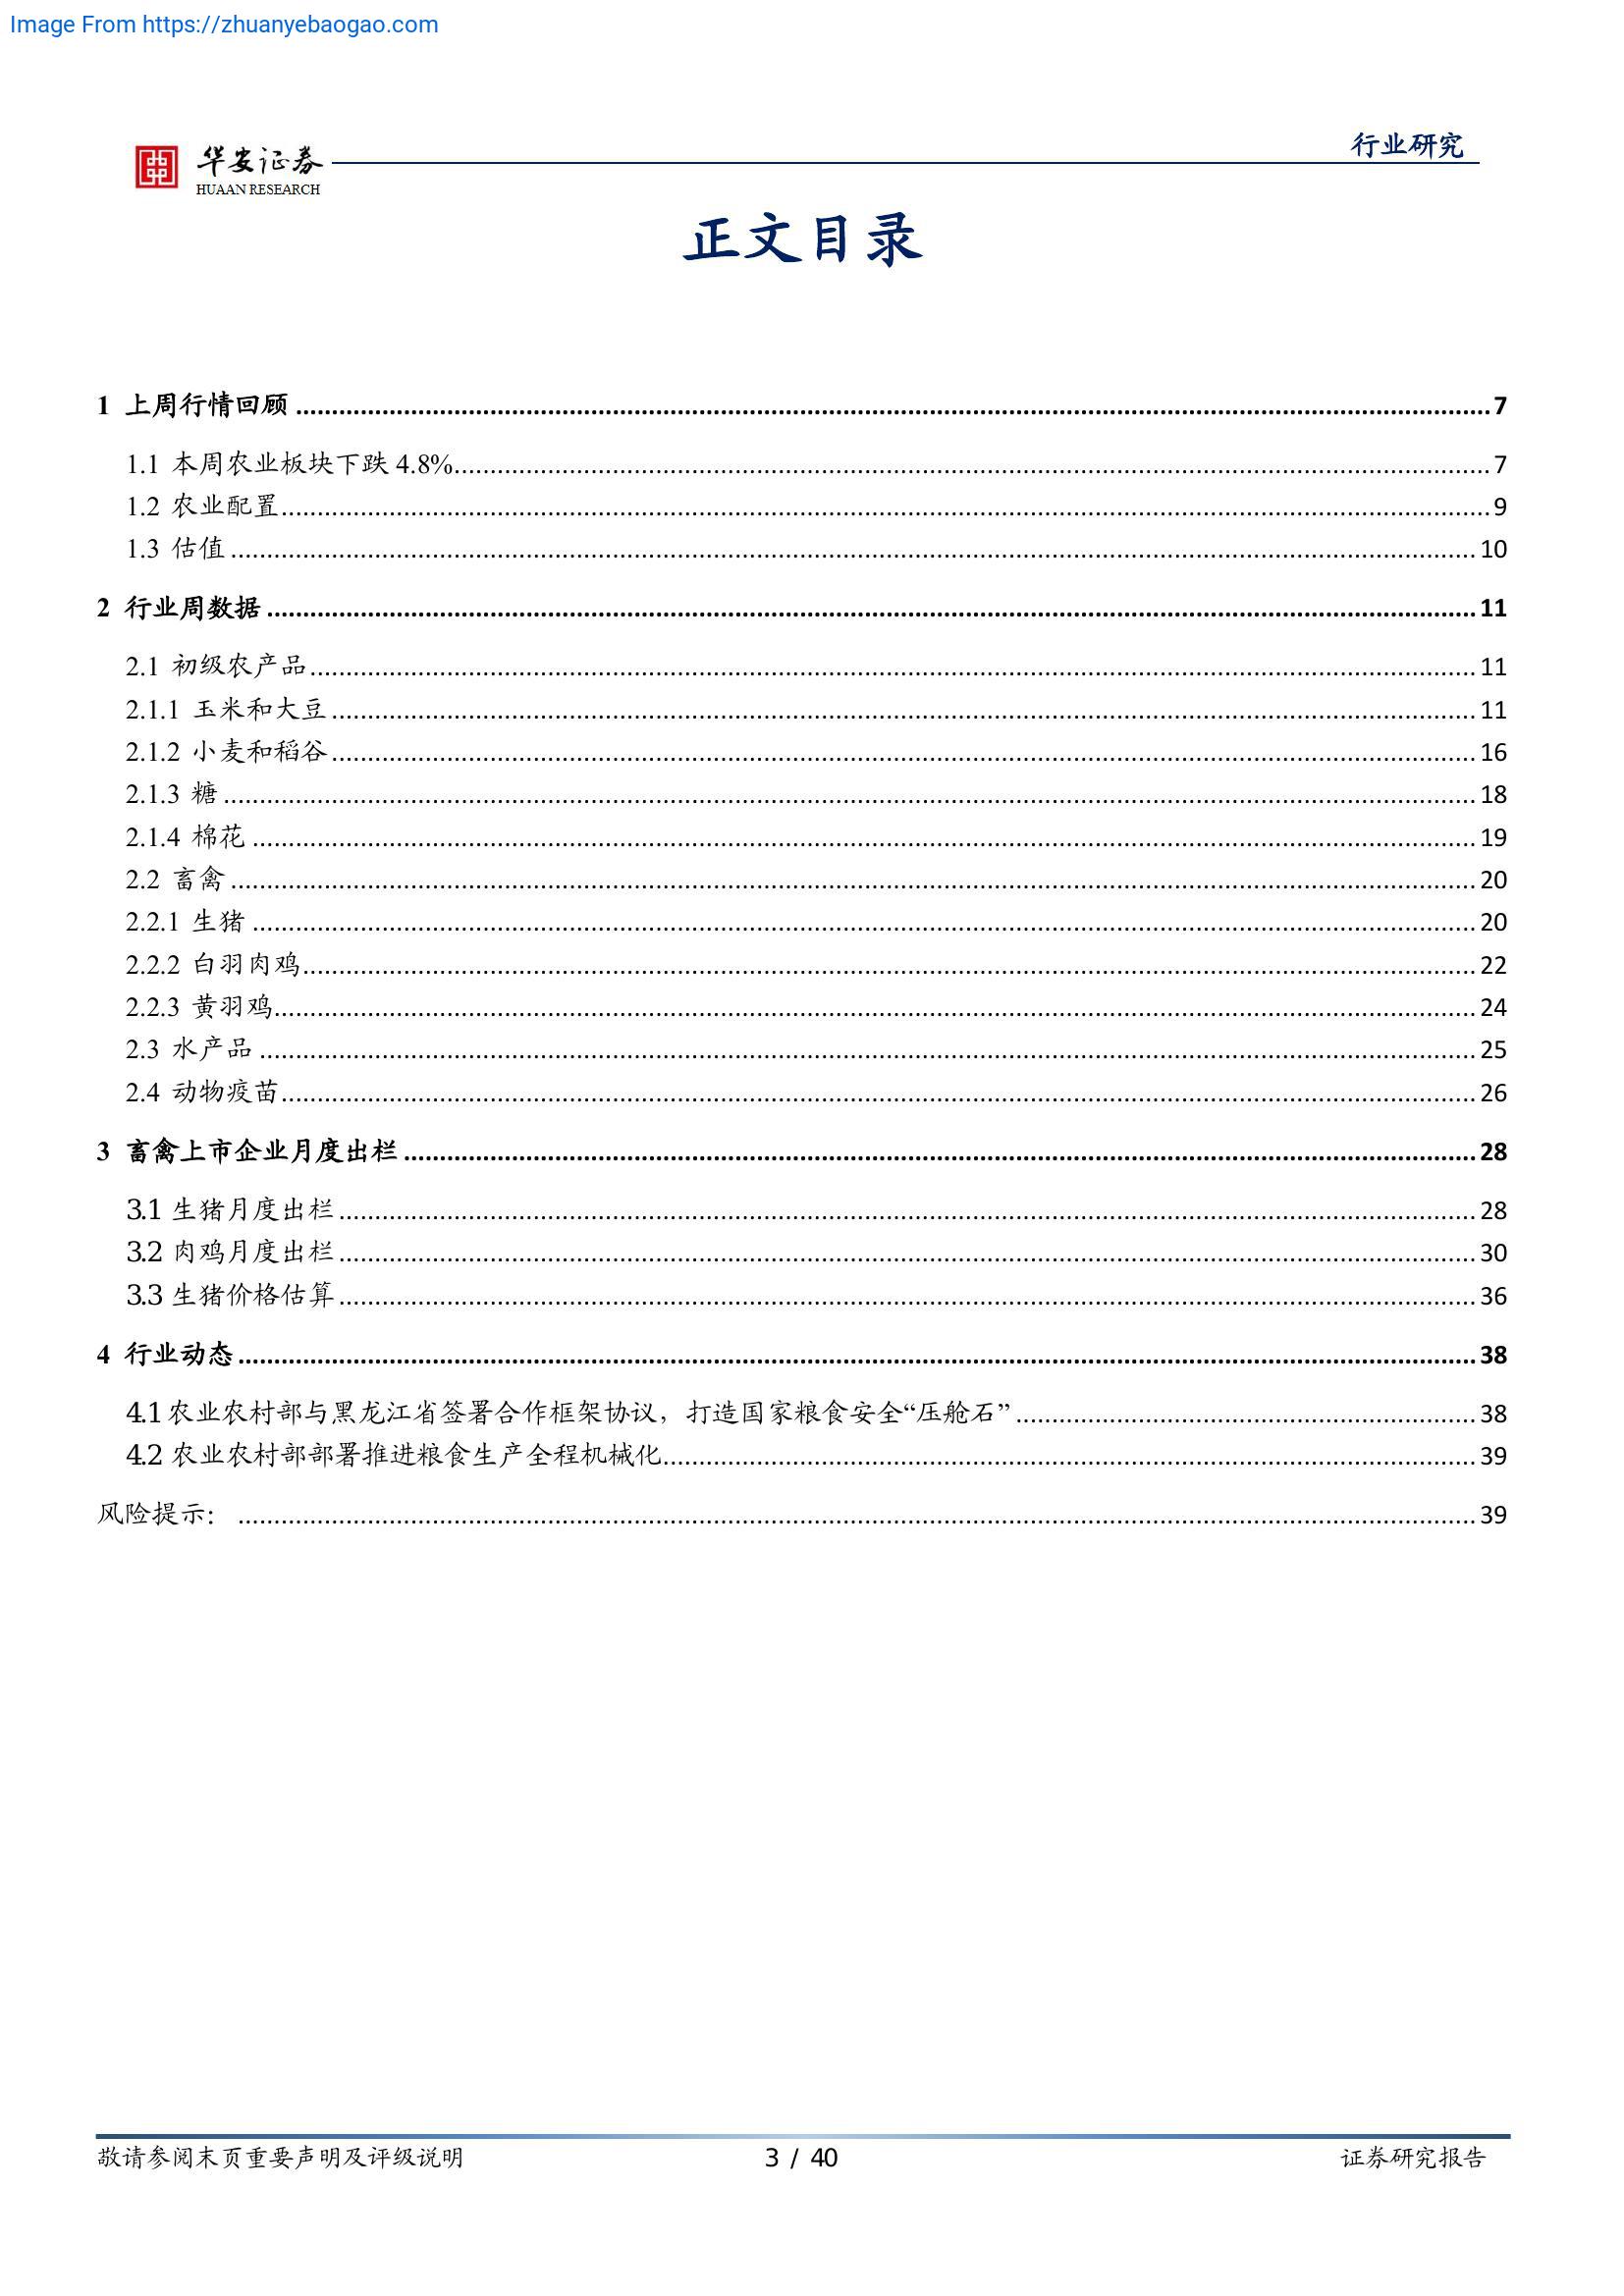 Image From https://zhuanyebaogao.com
华安证券
HUAAN RESEARCH
行业研究
正文目录
1 上周行情回顾 7
1.1 本周农业板块下跌 4.8% 7
1.2 农业配置 9
1.3 估值 10
2 行业周数据 11
2.1 初级农产品 11
2.1.1 玉米和大豆 11
2.1.2 小麦和稻谷 16
2.1.3 糖 18
2.1.4 棉花 19
2.2 畜禽 20
2.2.1 生猪 20
2.2.2 白羽肉鸡 22
2.2.3 黄羽鸡 24
2.3 水产品 25
2.4 动物疫苗 26
3 畜禽上市企业月度出栏 28
3.1 生猪月度出栏 28
3.2 肉鸡月度出栏 30
3.3 生猪价格估算 36
4 行业动态 38
4.1 农业农村部与黑龙江省签署合作框架协议，打造国家粮食安全“压舱石” 38
4.2 农业农村部部署推进粮食生产全程机械化 39
风险提示： 39
敬请参阅末页重要声明及评级说明 3 / 40 证券研究报告